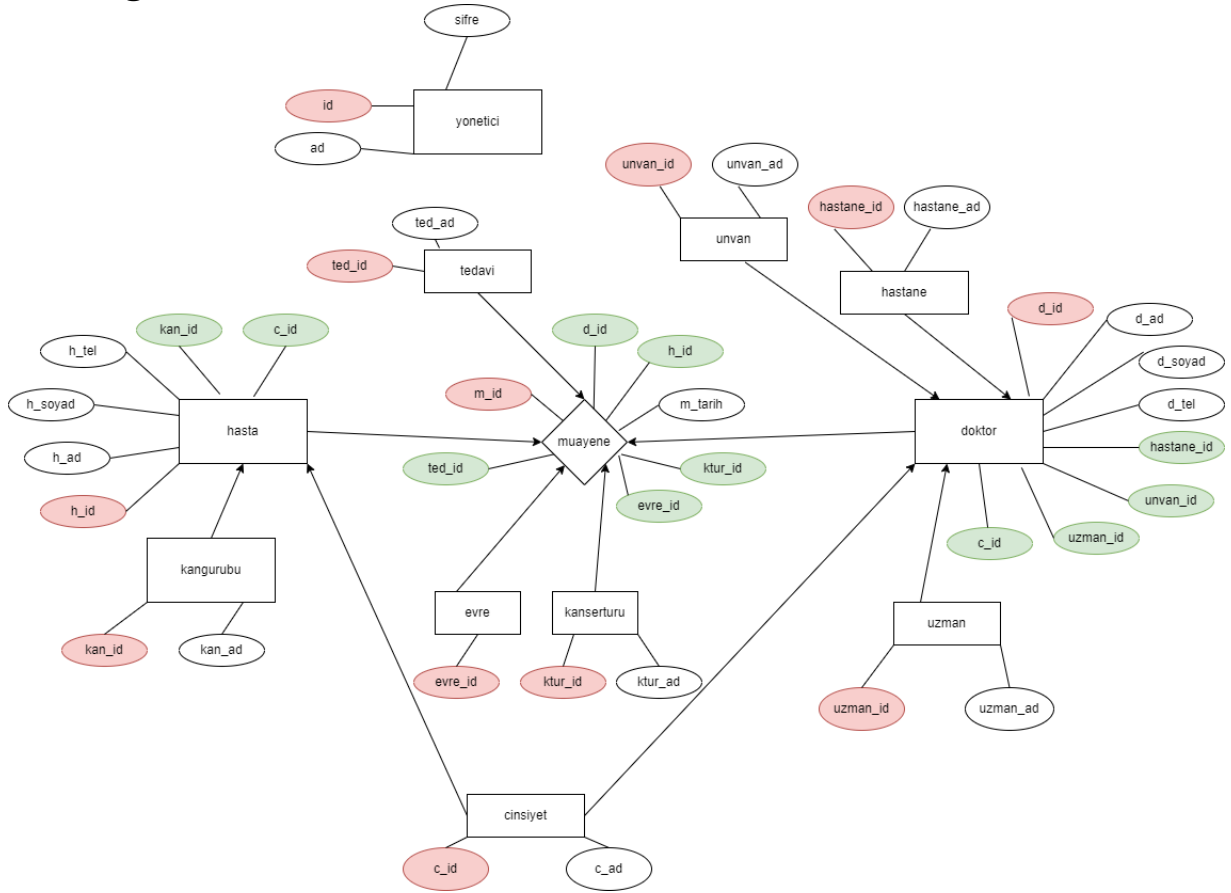 sifre
id
yonetici
ad
unvan_id
unvan_ad
hastane_id
hastane_ad
ted_ad
unvan
ted_id
tedavi
hastane
kan_id
c_id
d_id
d_id
d_ad
h_tel
h_id
d_soyad
m_id
m_tarih
h_soyad
d_tel
hasta
muayene
doktor
hastane_id
h_ad
ted_id
ktur_id
unvan_id
h_id
evre_id
uzman_id
c_id
kangurubu
evre
kanserturu
uzman
kan_id
kan_ad
evre_id
ktur_id
ktur_ad
uzman_id
uzman_ad
cinsiyet
c_id
c_ad